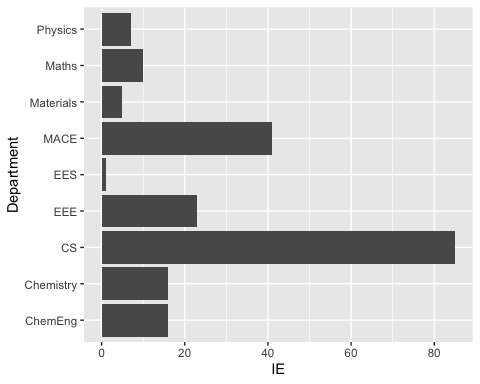 Physics
Maths
Materials
MACE
EES
EEE
CS
Chemistry
ChemEng
Department
0 20 40 60 80
IE